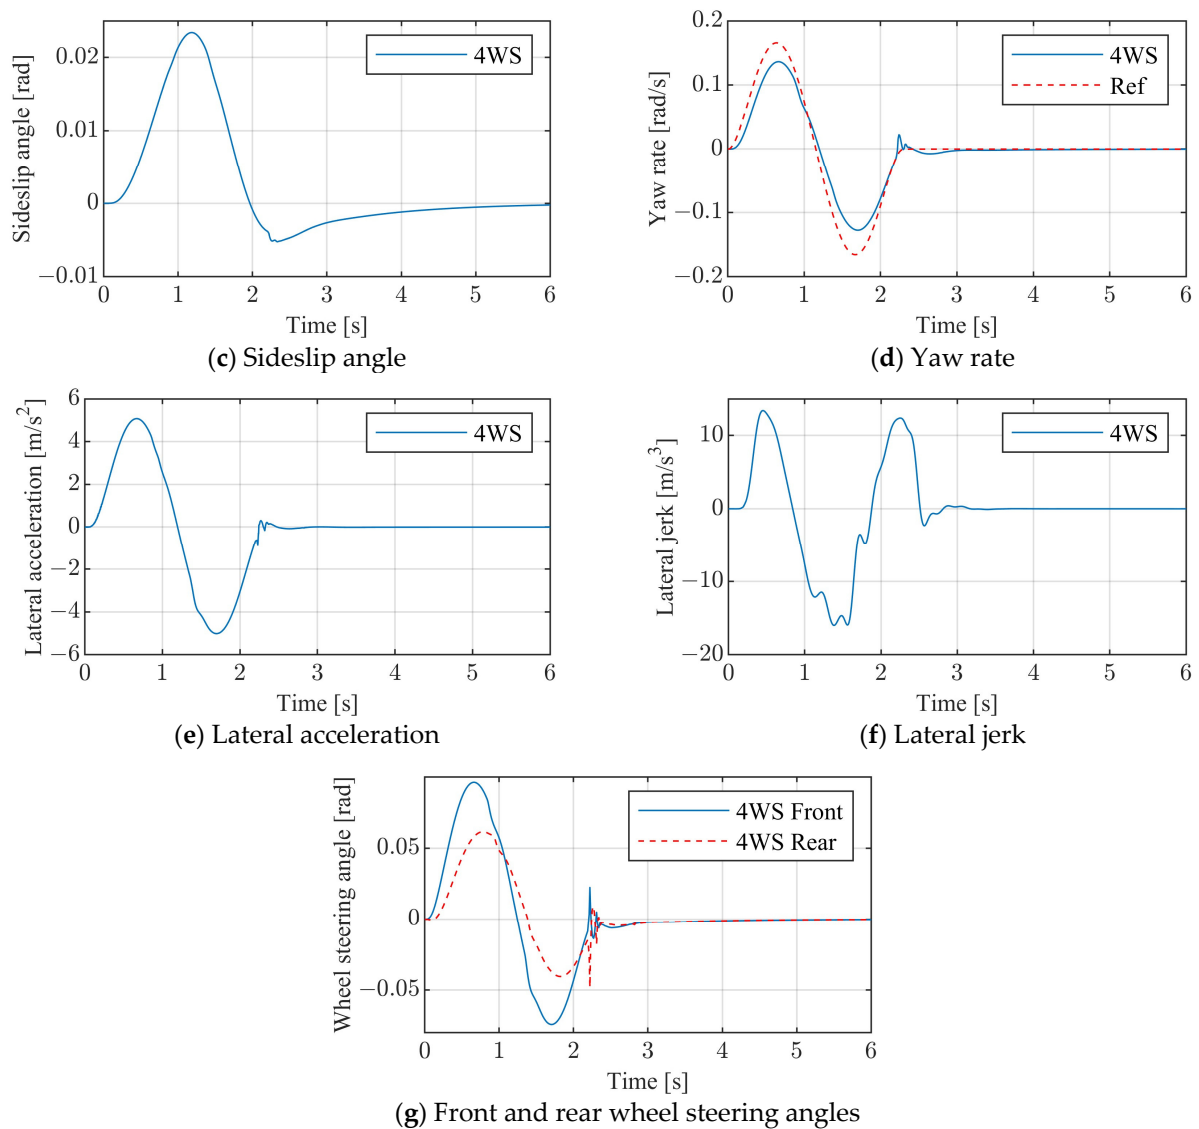 Sideslip angle [rad]
0.02
0.01
0
−0.01
4WS
0 1 2 3 4 5 6
Time [s]
(c) Sideslip angle
Yaw rate [rad/s]
0.2
0.1
0
−0.1
−0.2
4WS
Ref
0 1 2 3 4 5 6
Time [s]
(d) Yaw rate
Lateral acceleration [m/s²]
6
4
2
0
−2
−4
−6
4WS
0 1 2 3 4 5 6
Time [s]
(e) Lateral acceleration
Lateral jerk [m/s³]
10
0
−10
−20
4WS
0 1 2 3 4 5 6
Time [s]
(f) Lateral jerk
Wheel steering angle [rad]
0.05
0
−0.05
4WS Front
4WS Rear
0 1 2 3 4 5 6
Time [s]
(g) Front and rear wheel steering angles